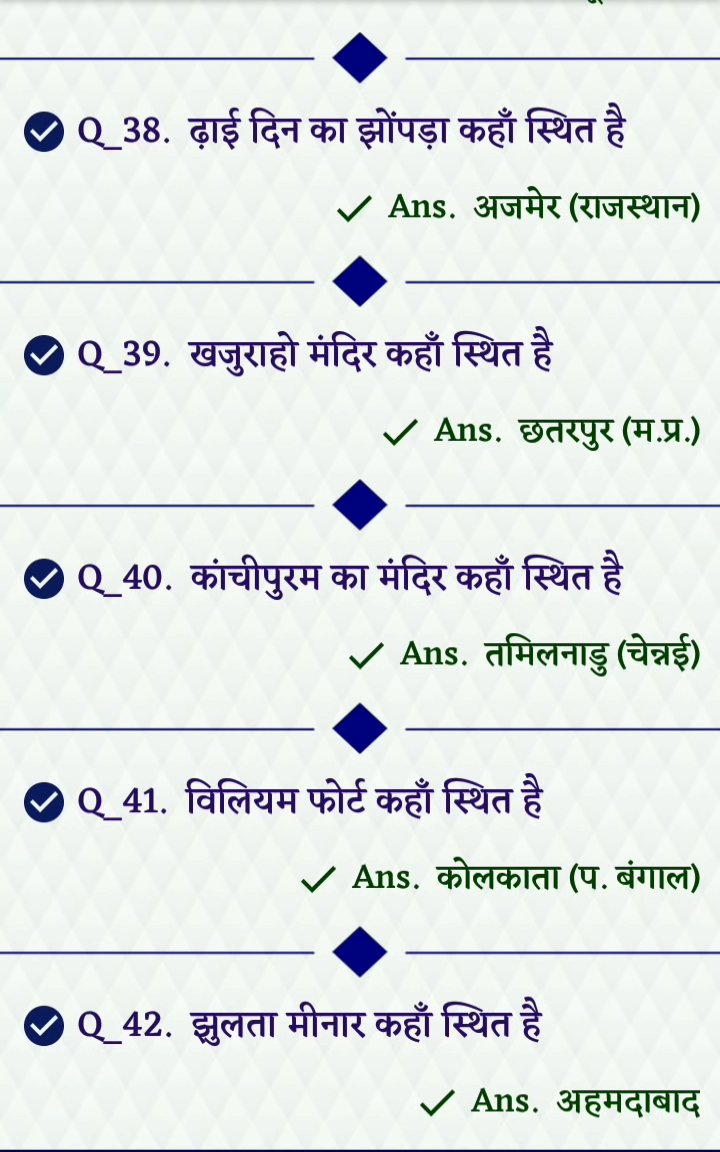 Q_38. ढ़ाई दिन का झोंपड़ा कहाँ स्थित है
Ans. अजमेर (राजस्थान)
Q_39. खजुराहो मंदिर कहाँ स्थित है
Ans. छतरपुर (म.प्र.)
Q_40. कांचीपुरम का मंदिर कहाँ स्थित है
Ans. तमिलनाडु (चेन्नई)
Q_41. विलियम फोर्ट कहाँ स्थित है
Ans. कोलकाता (प. बंगाल)
Q_42. झुलता मीनार कहाँ स्थित है
Ans. अहमदाबाद